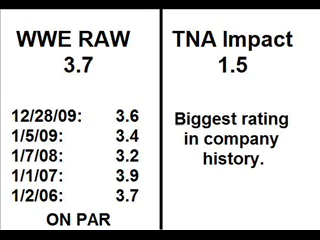 WWE RAW
3.7
12/28/09: 3.6
1/5/09: 3.4
1/7/08: 3.2
1/1/07: 3.9
1/2/06: 3.7
ON PAR
TNA Impact
1.5
Biggest rating
in company
history.